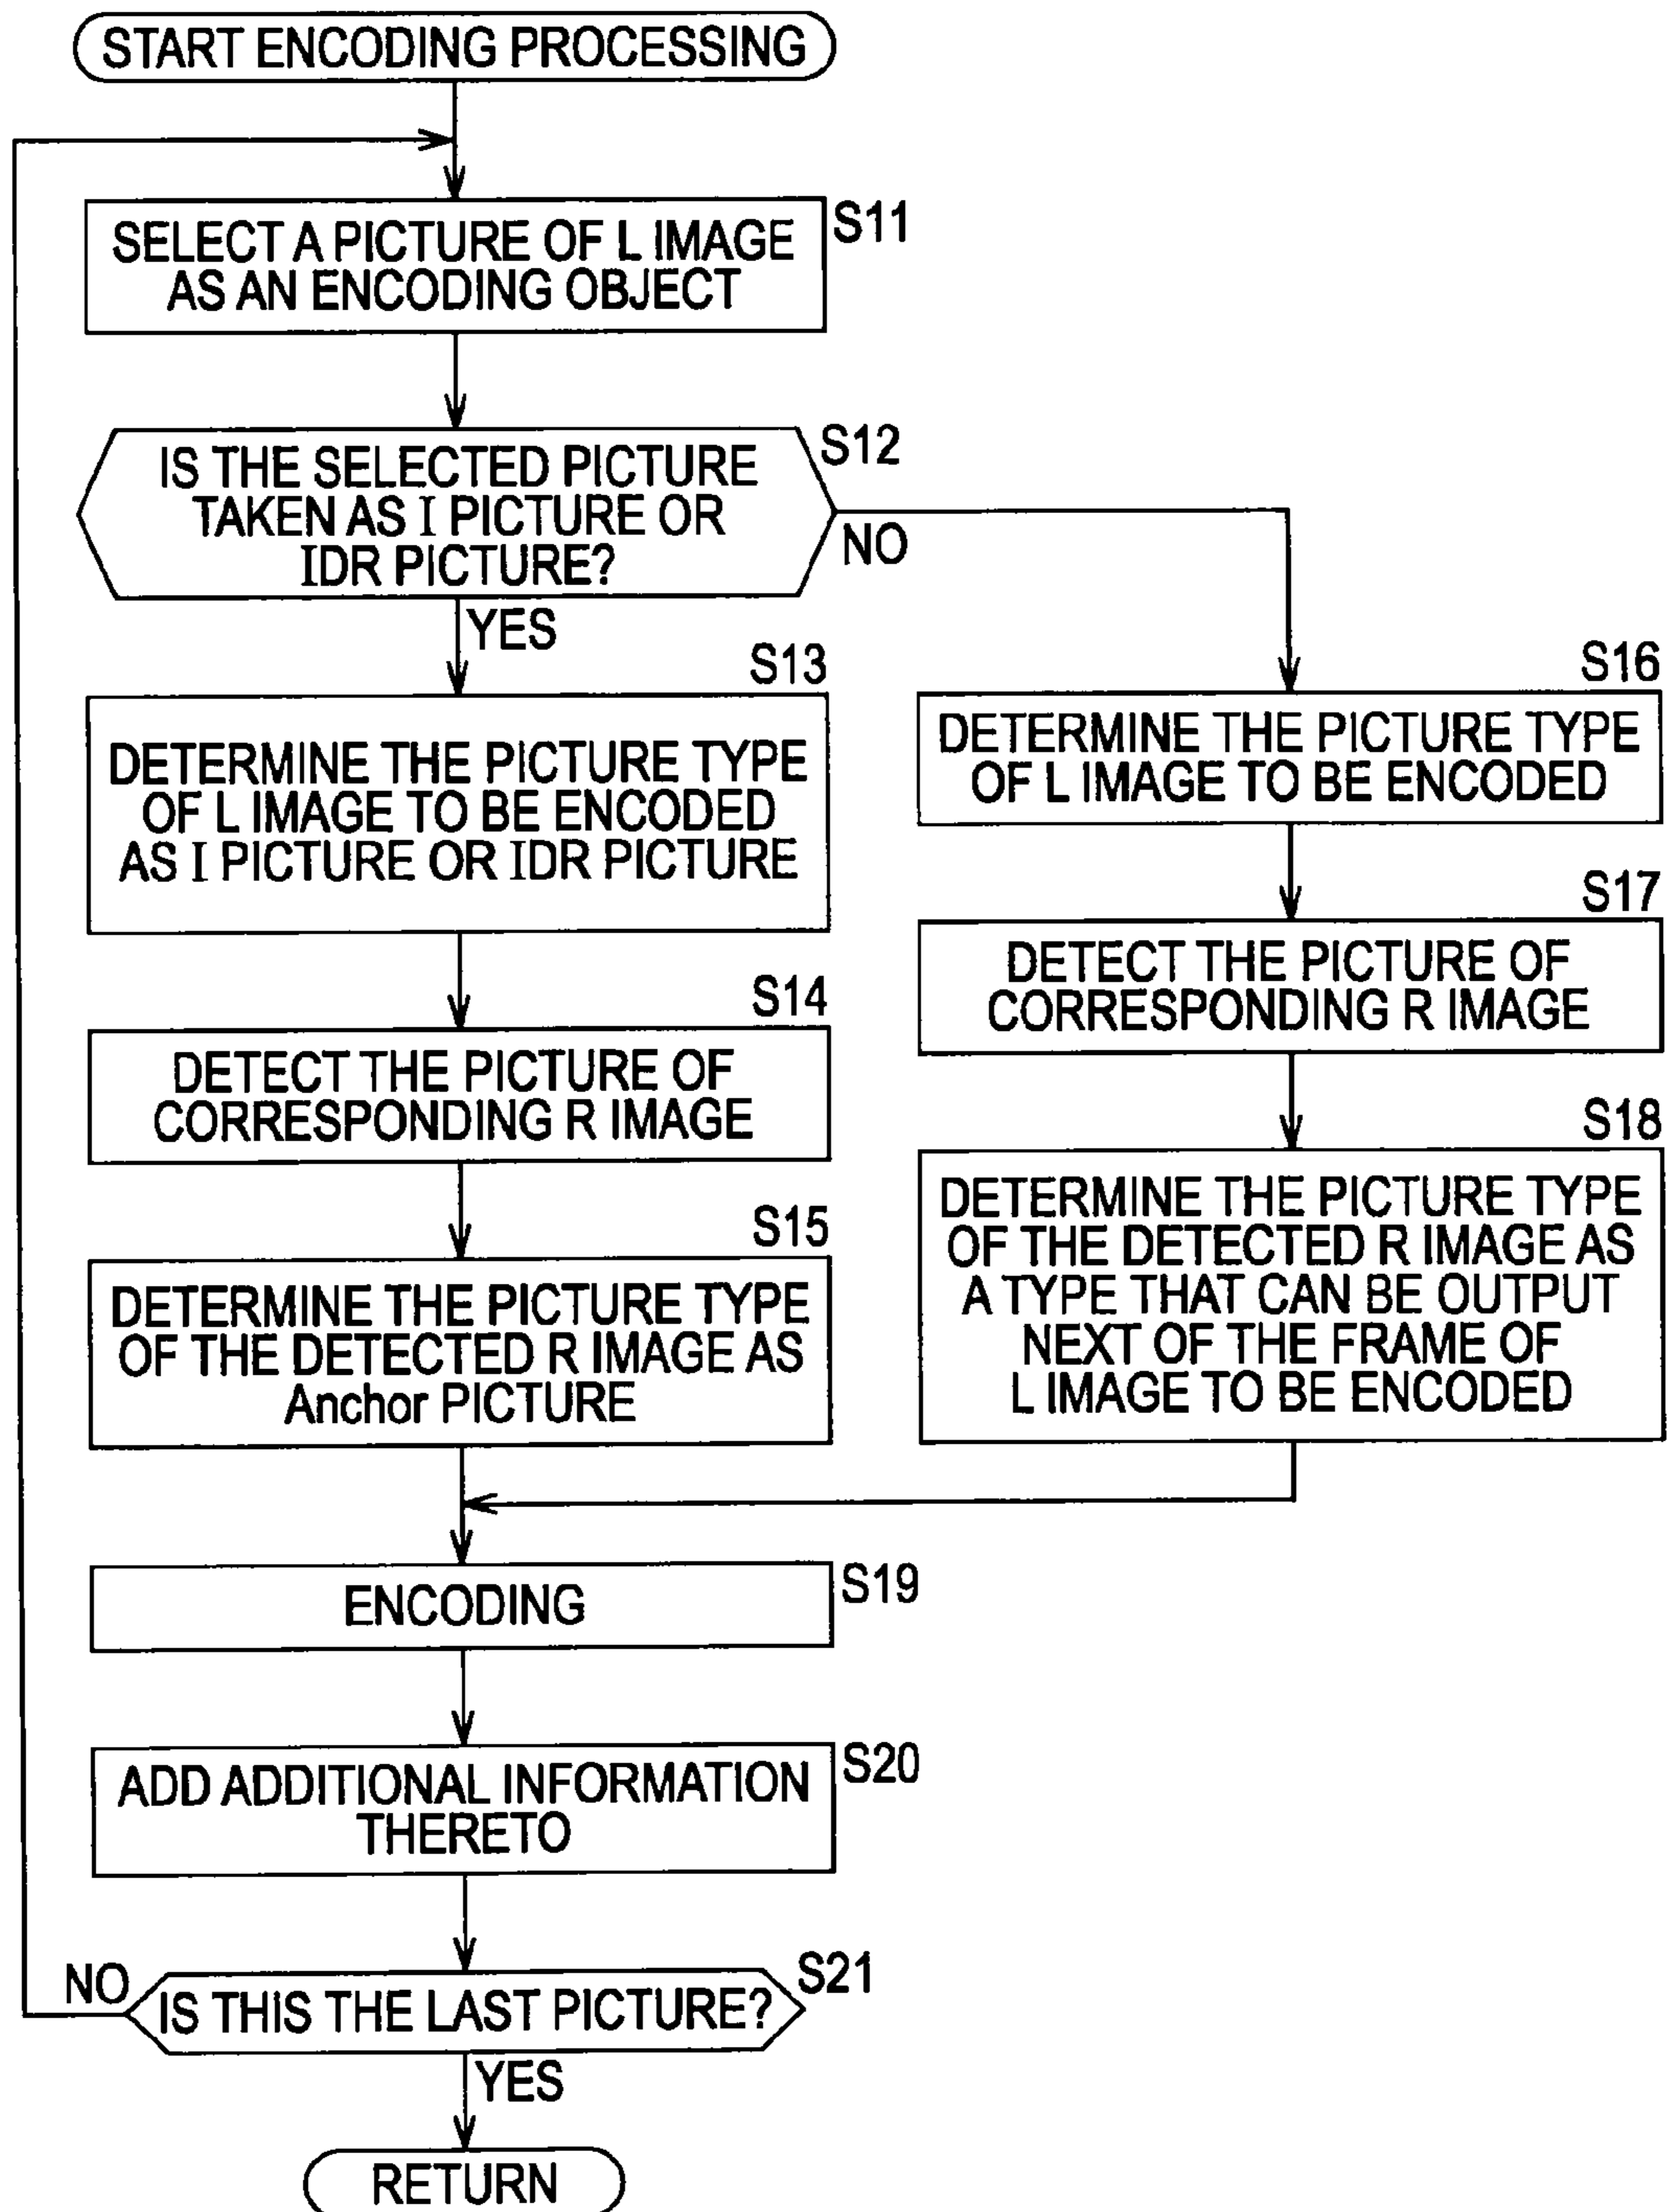 START ENCODING PROCESSING
S11
SELECT A PICTURE OF L IMAGE
AS AN ENCODING OBJECT
S12
IS THE SELECTED PICTURE
TAKEN AS I PICTURE OR
IDR PICTURE?
NO
YES
S13
DETERMINE THE PICTURE TYPE
OF L IMAGE TO BE ENCODED
AS I PICTURE OR IDR PICTURE
S14
DETECT THE PICTURE OF
CORRESPONDING R IMAGE
S15
DETERMINE THE PICTURE TYPE
OF THE DETECTED R IMAGE AS
Anchor PICTURE
S16
DETERMINE THE PICTURE TYPE
OF L IMAGE TO BE ENCODED
S17
DETECT THE PICTURE OF
CORRESPONDING R IMAGE
S18
DETERMINE THE PICTURE TYPE
OF THE DETECTED R IMAGE AS
A TYPE THAT CAN BE OUTPUT
NEXT OF THE FRAME OF
L IMAGE TO BE ENCODED
S19
ENCODING
S20
ADD ADDITIONAL INFORMATION
THERETO
S21
NO
IS THIS THE LAST PICTURE?
YES
RETURN